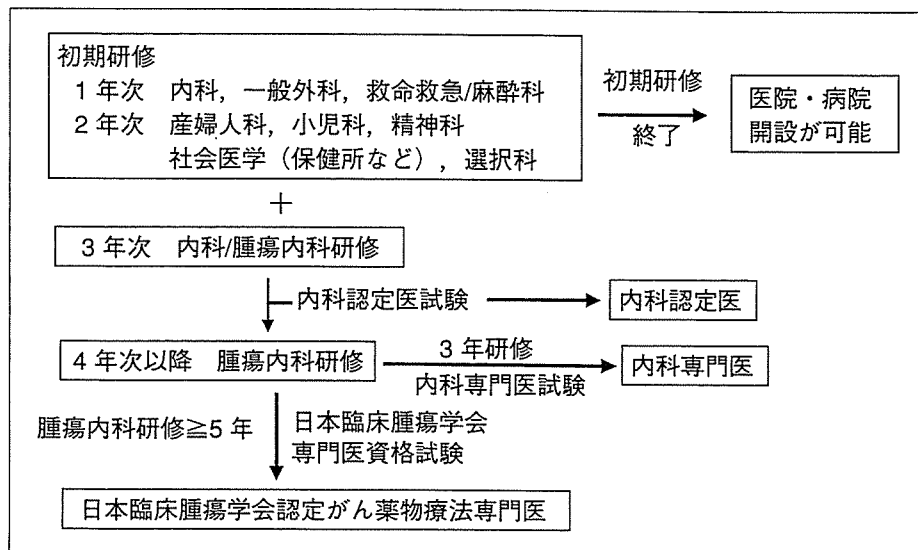 初期研修
1年次 内科，一般外科，救命救急/麻酔科
2年次 産婦人科，小児科，精神科
社会医学（保健所など），選択科
初期研修
終了
医院・病院
開設が可能
＋
3年次 内科/腫瘍内科研修
内科認定医試験
内科認定医
4年次以降 腫瘍内科研修
3年研修
内科専門医試験
内科専門医
腫瘍内科研修≧5年
日本臨床腫瘍学会
専門医資格試験
日本臨床腫瘍学会認定がん薬物療法専門医